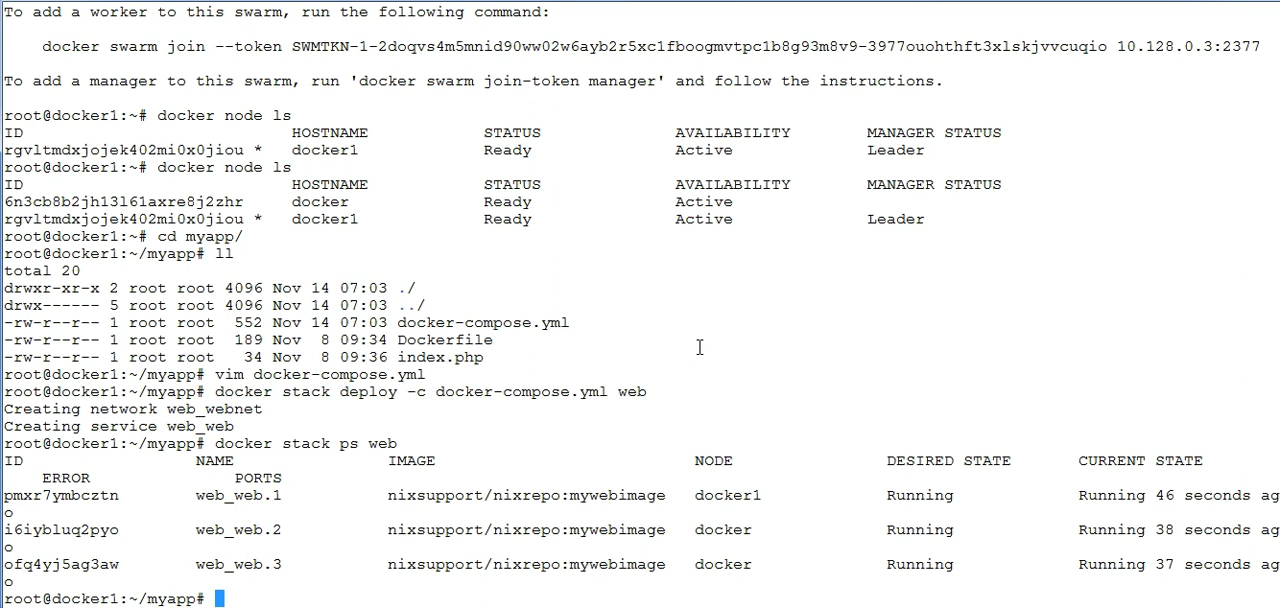 To add a worker to this swarm, run the following command:
    docker swarm join --token SWMTKN-1-2doqvs4m5mnid90ww02w6ayb2r5xc1fboogmvtpc1b8g93m8v9-3977ouohthft3xlskjvvcuqio 10.128.0.3:2377
To add a manager to this swarm, run 'docker swarm join-token manager' and follow the instructions.
root@docker1:~# docker node ls
ID                            HOSTNAME            STATUS              AVAILABILITY        MANAGER STATUS
rgvltmdxjojek402mi0x0jiou *   docker1             Ready               Active              Leader
root@docker1:~# docker node ls
ID                            HOSTNAME            STATUS              AVAILABILITY        MANAGER STATUS
6n3cb8b2jh13l61axre8j2zhr     docker              Ready               Active
rgvltmdxjojek402mi0x0jiou *   docker1             Ready               Active              Leader
root@docker1:~# cd myapp/
root@docker1:~/myapp# ll
total 20
drwxr-xr-x 2 root root 4096 Nov 14 07:03 ./
drwx------ 5 root root 4096 Nov 14 07:03 ../
-rw-r--r-- 1 root root  552 Nov 14 07:03 docker-compose.yml
-rw-r--r-- 1 root root  189 Nov  8 09:34 Dockerfile
-rw-r--r-- 1 root root   34 Nov  8 09:36 index.php
root@docker1:~/myapp# vim docker-compose.yml
root@docker1:~/myapp# docker stack deploy -c docker-compose.yml web
Creating network web_webnet
Creating service web_web
root@docker1:~/myapp# docker stack ps web
ID                  NAME                IMAGE                           NODE                DESIRED STATE       CURRENT STATE
    ERROR               PORTS
pmxr7ymbcztn        web_web.1           nixsupport/nixrepo:mywebimage   docker1             Running             Running 46 seconds ag
o
i6iybluq2pyo        web_web.2           nixsupport/nixrepo:mywebimage   docker              Running             Running 38 seconds ag
o
ofq4yj5ag3aw        web_web.3           nixsupport/nixrepo:mywebimage   docker              Running             Running 37 seconds ag
o
root@docker1:~/myapp#